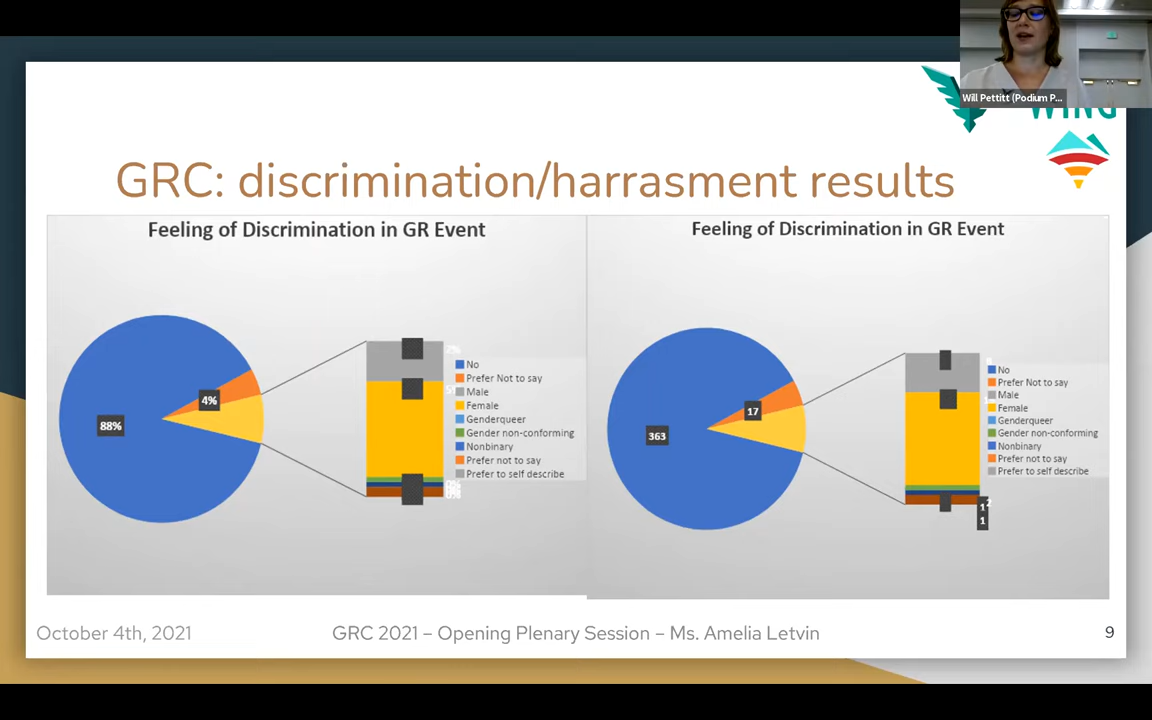 Will Pettitt (Podium P...
WING
GRC: discrimination/harrasment results
Feeling of Discrimination in GR Event
88%
4%
No
Prefer Not to say
Male
Female
Genderqueer
Gender non-conforming
Nonbinary
Prefer not to say
Prefer to self describe
Feeling of Discrimination in GR Event
363
17
No
Prefer Not to say
Male
Female
Genderqueer
Gender non-conforming
Nonbinary
Prefer not to say
Prefer to self describe
1
1
October 4th, 2021
GRC 2021 – Opening Plenary Session – Ms. Amelia Letvin
9